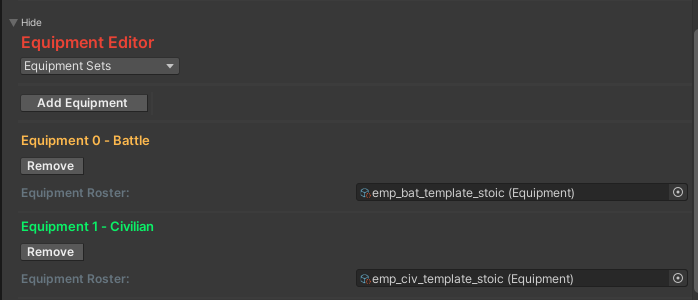 Hide
Equipment Editor
Equipment Sets
Add Equipment
Equipment 0 - Battle
Remove
Equipment Roster: emp_bat_template_stoic (Equipment)
Equipment 1 - Civilian
Remove
Equipment Roster: emp_civ_template_stoic (Equipment)